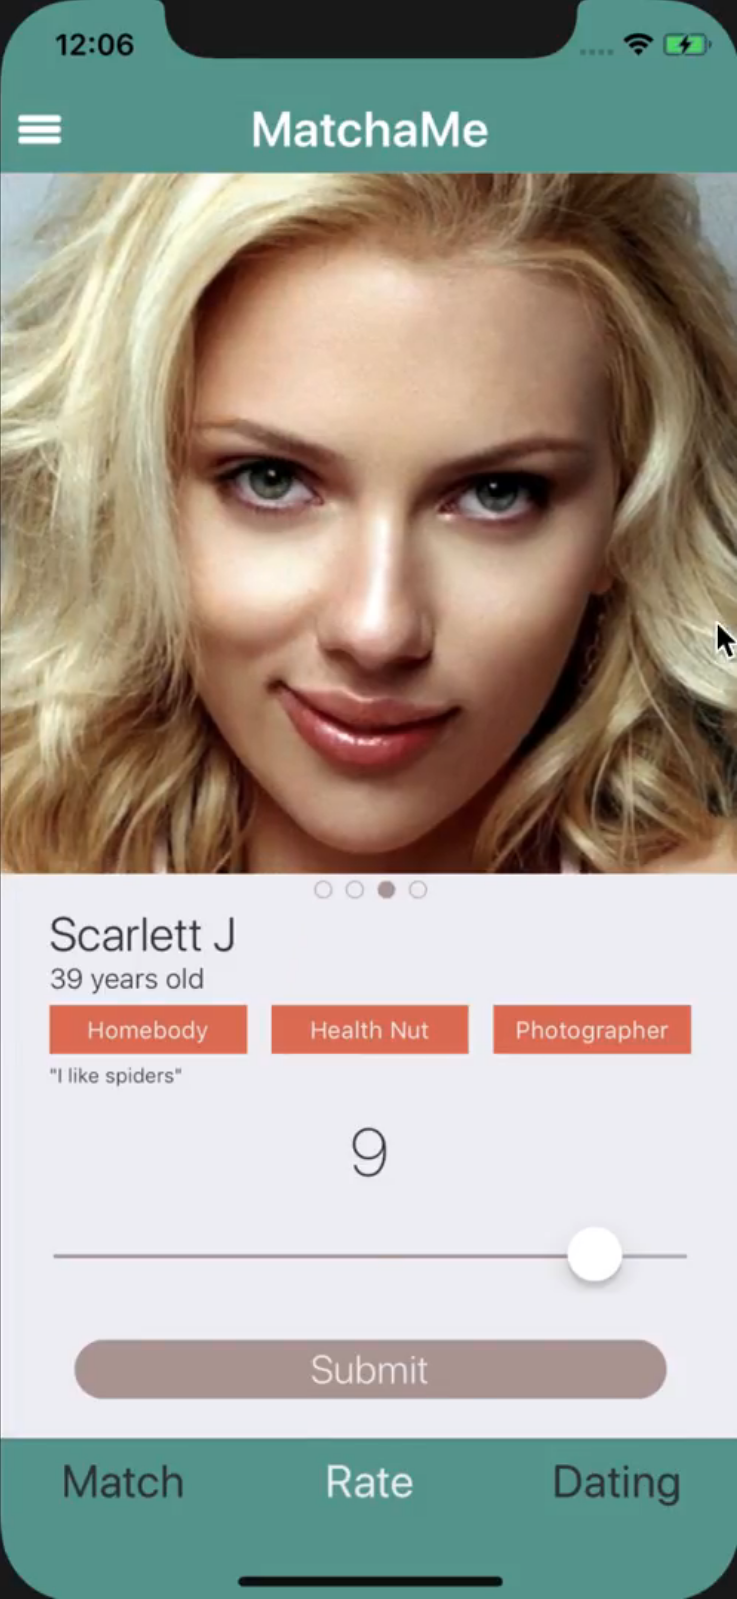 12:06
MatchaMe
Scarlett J
39 years old
Homebody Health Nut Photographer
"I like spiders"
9
Submit
Match Rate Dating